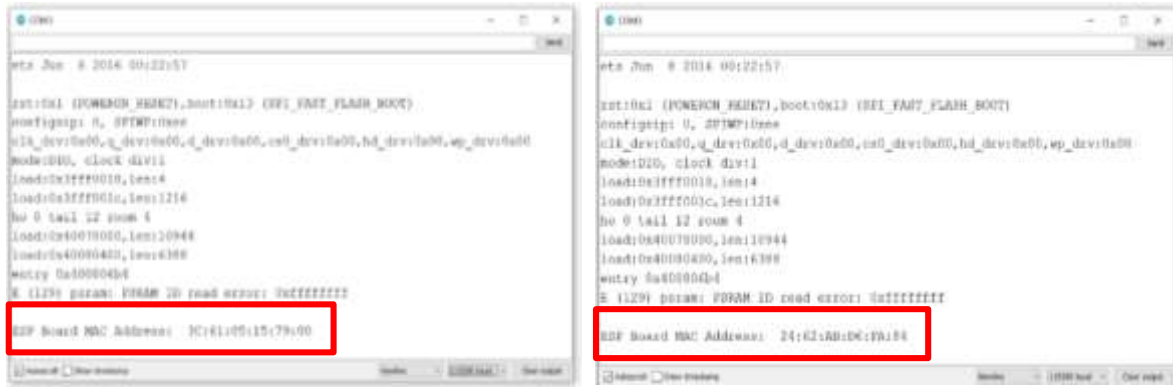 ets Jun 8 2016 00:22:57
rst:0x1 (POWERON_RESET),boot:0x13 (SPI_FAST_FLASH_BOOT)
configsip: 0, SPIWP:0xee
clk_drv:0x00,q_drv:0x00,d_drv:0x00,cs0_drv:0x00,hd_drv:0x00,wp_drv:0x00
mode:DIO, clock div:1
load:0x3fff0018,len:4
load:0x3fff001c,len:1216
ho 0 tail 12 room 4
load:0x40078000,len:10944
load:0x40080400,len:6388
entry 0x400806b4
E (129) psram: PSRAM ID read error: 0xffffffff
ESP Board MAC Address: 3C:61:05:15:79:00
Autoscroll Show timestamp Newline Clear output
Send
ets Jun 8 2016 00:22:57
rst:0x1 (POWERON_RESET),boot:0x13 (SPI_FAST_FLASH_BOOT)
configsip: 0, SPIWP:0xee
clk_drv:0x00,q_drv:0x00,d_drv:0x00,cs0_drv:0x00,hd_drv:0x00,wp_drv:0x00
mode:DIO, clock div:1
load:0x3fff0018,len:4
load:0x3fff001c,len:1216
ho 0 tail 12 room 4
load:0x40078000,len:10944
load:0x40080400,len:6388
entry 0x400806b4
E (129) psram: PSRAM ID read error: 0xffffffff
ESP Board MAC Address: 24:62:AB:D6:FA:84
Autoscroll Show timestamp Newline Clear output